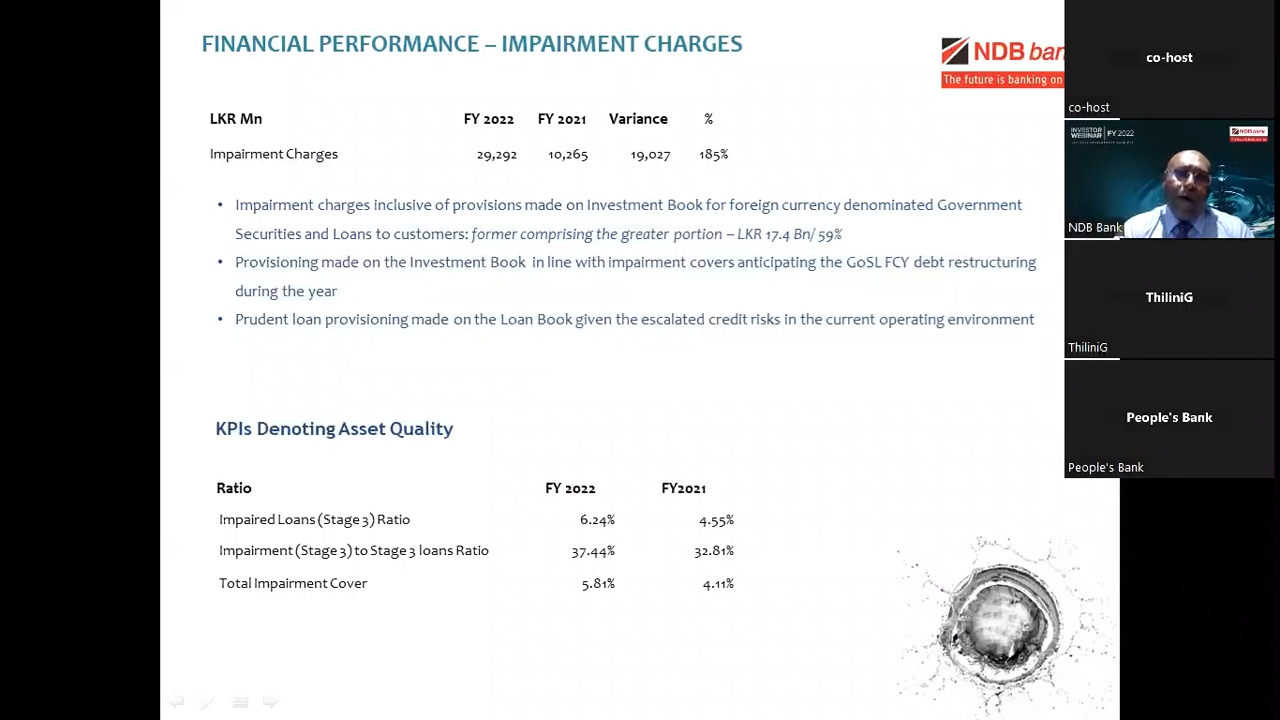 FINANCIAL PERFORMANCE – IMPAIRMENT CHARGES
NDB ban
The future is banking on
LKR Mn FY 2022 FY 2021 Variance %
Impairment Charges 29,292 10,265 19,027 185%
• Impairment charges inclusive of provisions made on Investment Book for foreign currency denominated Government
Securities and Loans to customers: former comprising the greater portion – LKR 17.4 Bn/ 59%
• Provisioning made on the Investment Book in line with impairment covers anticipating the GoSL FCY debt restructuring
during the year
• Prudent loan provisioning made on the Loan Book given the escalated credit risks in the current operating environment
KPIs Denoting Asset Quality
Ratio FY 2022 FY2021
Impaired Loans (Stage 3) Ratio 6.24% 4.55%
Impairment (Stage 3) to Stage 3 loans Ratio 37.44% 32.81%
Total Impairment Cover 5.81% 4.11%
co-host
co-host
INVESTOR
WEBINAR FY 2022
NDB bank
NDB Bank
ThiliniG
ThiliniG
People's Bank
People's Bank